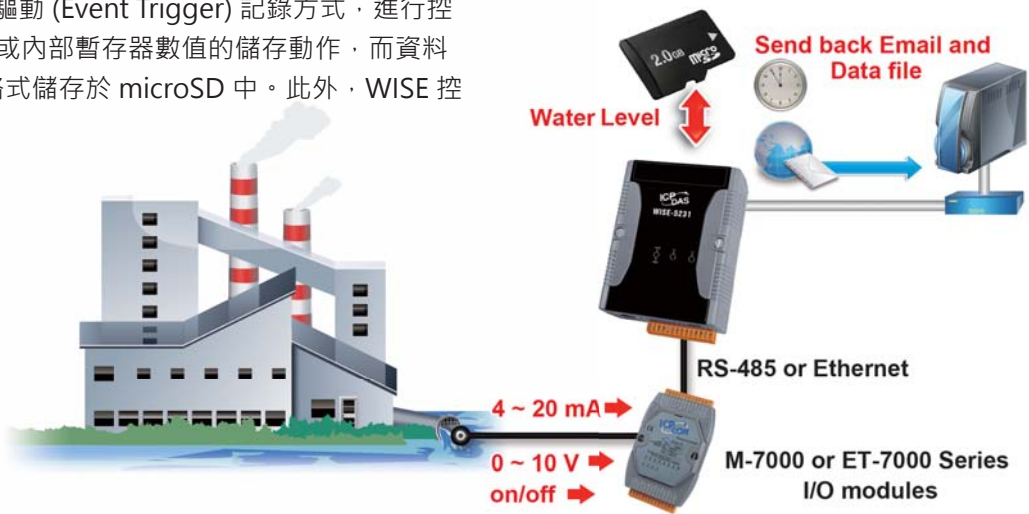 驅動 (Event Trigger) 記錄方式，進行控
或內部暫存器數值的儲存動作，而資料
格式儲存於 microSD 中。此外，WISE 控
2.0GB
micro SD
Send back Email and
Data file
Water Level
ICP DAS
WISE-5231
RS-485 or Ethernet
4 ~ 20 mA
0 ~ 10 V
on/off
M-7000 or ET-7000 Series
I/O modules